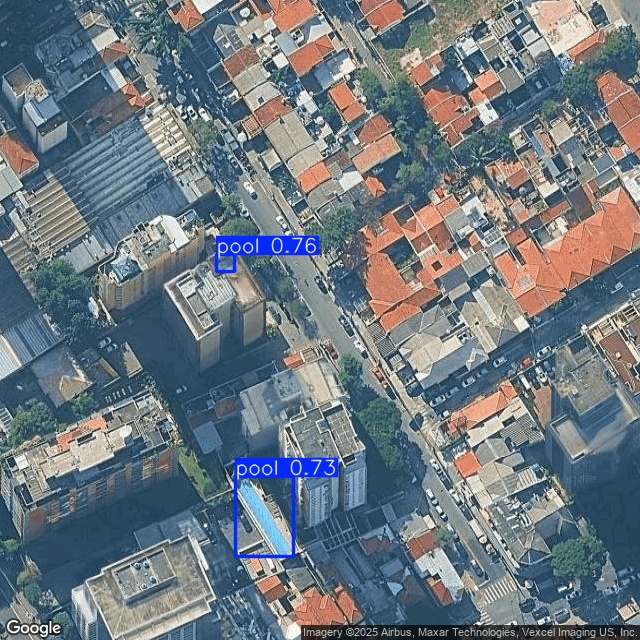 pool 0.76
pool 0.73
Google
Imagery ©2025 Airbus, Maxar Technologies, Vexcel Imaging US, Inc.